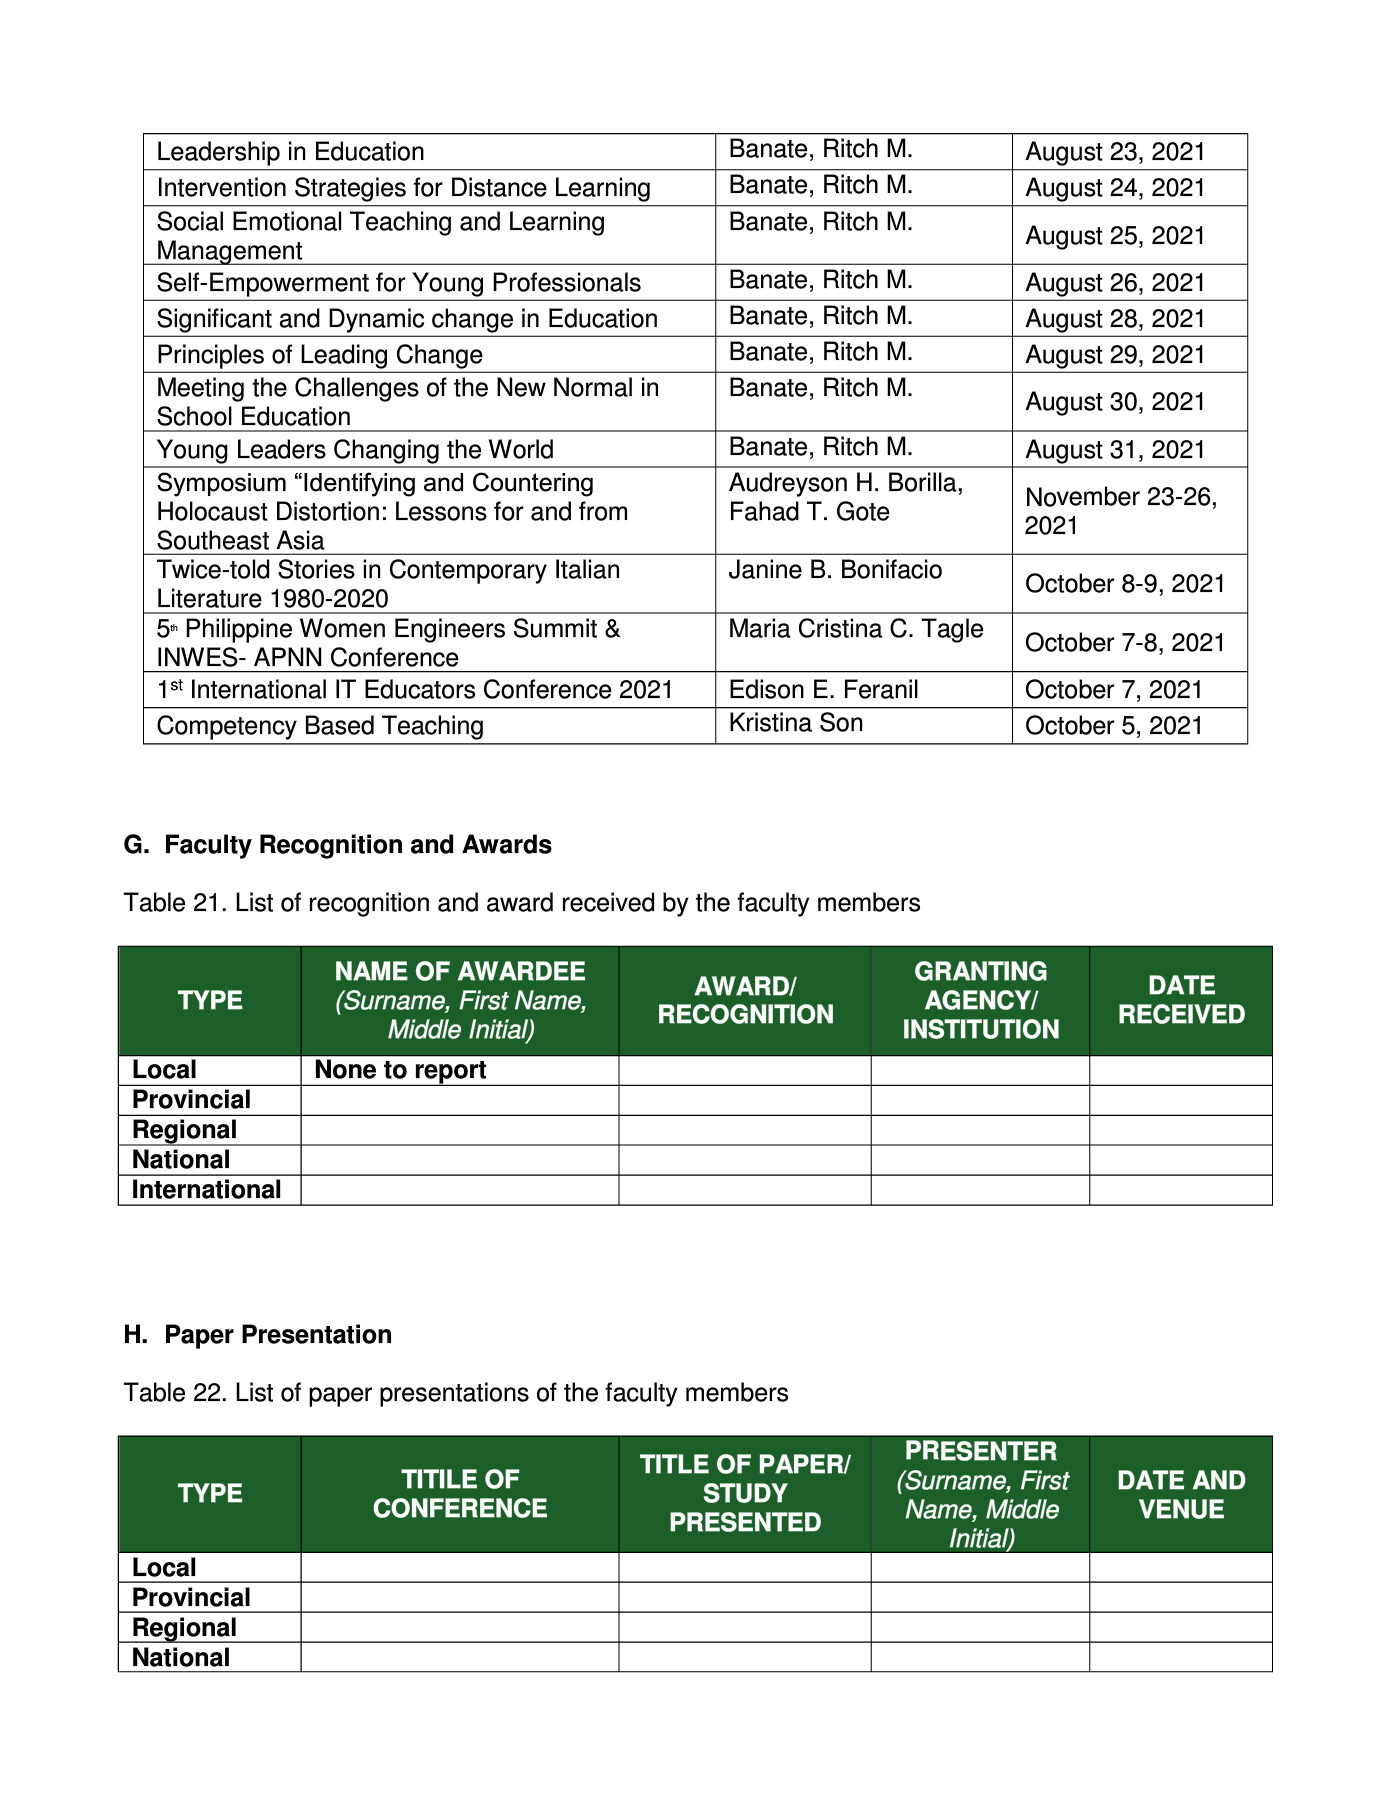 Leadership in Education Banate, Ritch M. August 23, 2021
Intervention Strategies for Distance Learning Banate, Ritch M. August 24, 2021
Social Emotional Teaching and Learning
Management Banate, Ritch M. August 25, 2021
Self-Empowerment for Young Professionals Banate, Ritch M. August 26, 2021
Significant and Dynamic change in Education Banate, Ritch M. August 28, 2021
Principles of Leading Change Banate, Ritch M. August 29, 2021
Meeting the Challenges of the New Normal in
School Education Banate, Ritch M. August 30, 2021
Young Leaders Changing the World Banate, Ritch M. August 31, 2021
Symposium “Identifying and Countering
Holocaust Distortion: Lessons for and from
Southeast Asia
Audreyson H. Borilla,
Fahad T. Gote
November 23-26,
2021
Twice-told Stories in Contemporary Italian
Literature 1980-2020
Janine B. Bonifacio
October 8-9, 2021
5th Philippine Women Engineers Summit &
INWES- APNN Conference
Maria Cristina C. Tagle
October 7-8, 2021
1st International IT Educators Conference 2021 Edison E. Feranil October 7, 2021
Competency Based Teaching Kristina Son October 5, 2021
G. Faculty Recognition and Awards
Table 21. List of recognition and award received by the faculty members
TYPE
NAME OF AWARDEE
(Surname, First Name,
Middle Initial)
AWARD/
RECOGNITION
GRANTING
AGENCY/
INSTITUTION
DATE
RECEIVED
Local None to report
Provincial
Regional
National
International
H. Paper Presentation
Table 22. List of paper presentations of the faculty members
TYPE
TITILE OF
CONFERENCE
TITLE OF PAPER/
STUDY
PRESENTED
PRESENTER
(Surname, First
Name, Middle
Initial)
DATE AND
VENUE
Local
Provincial
Regional
National